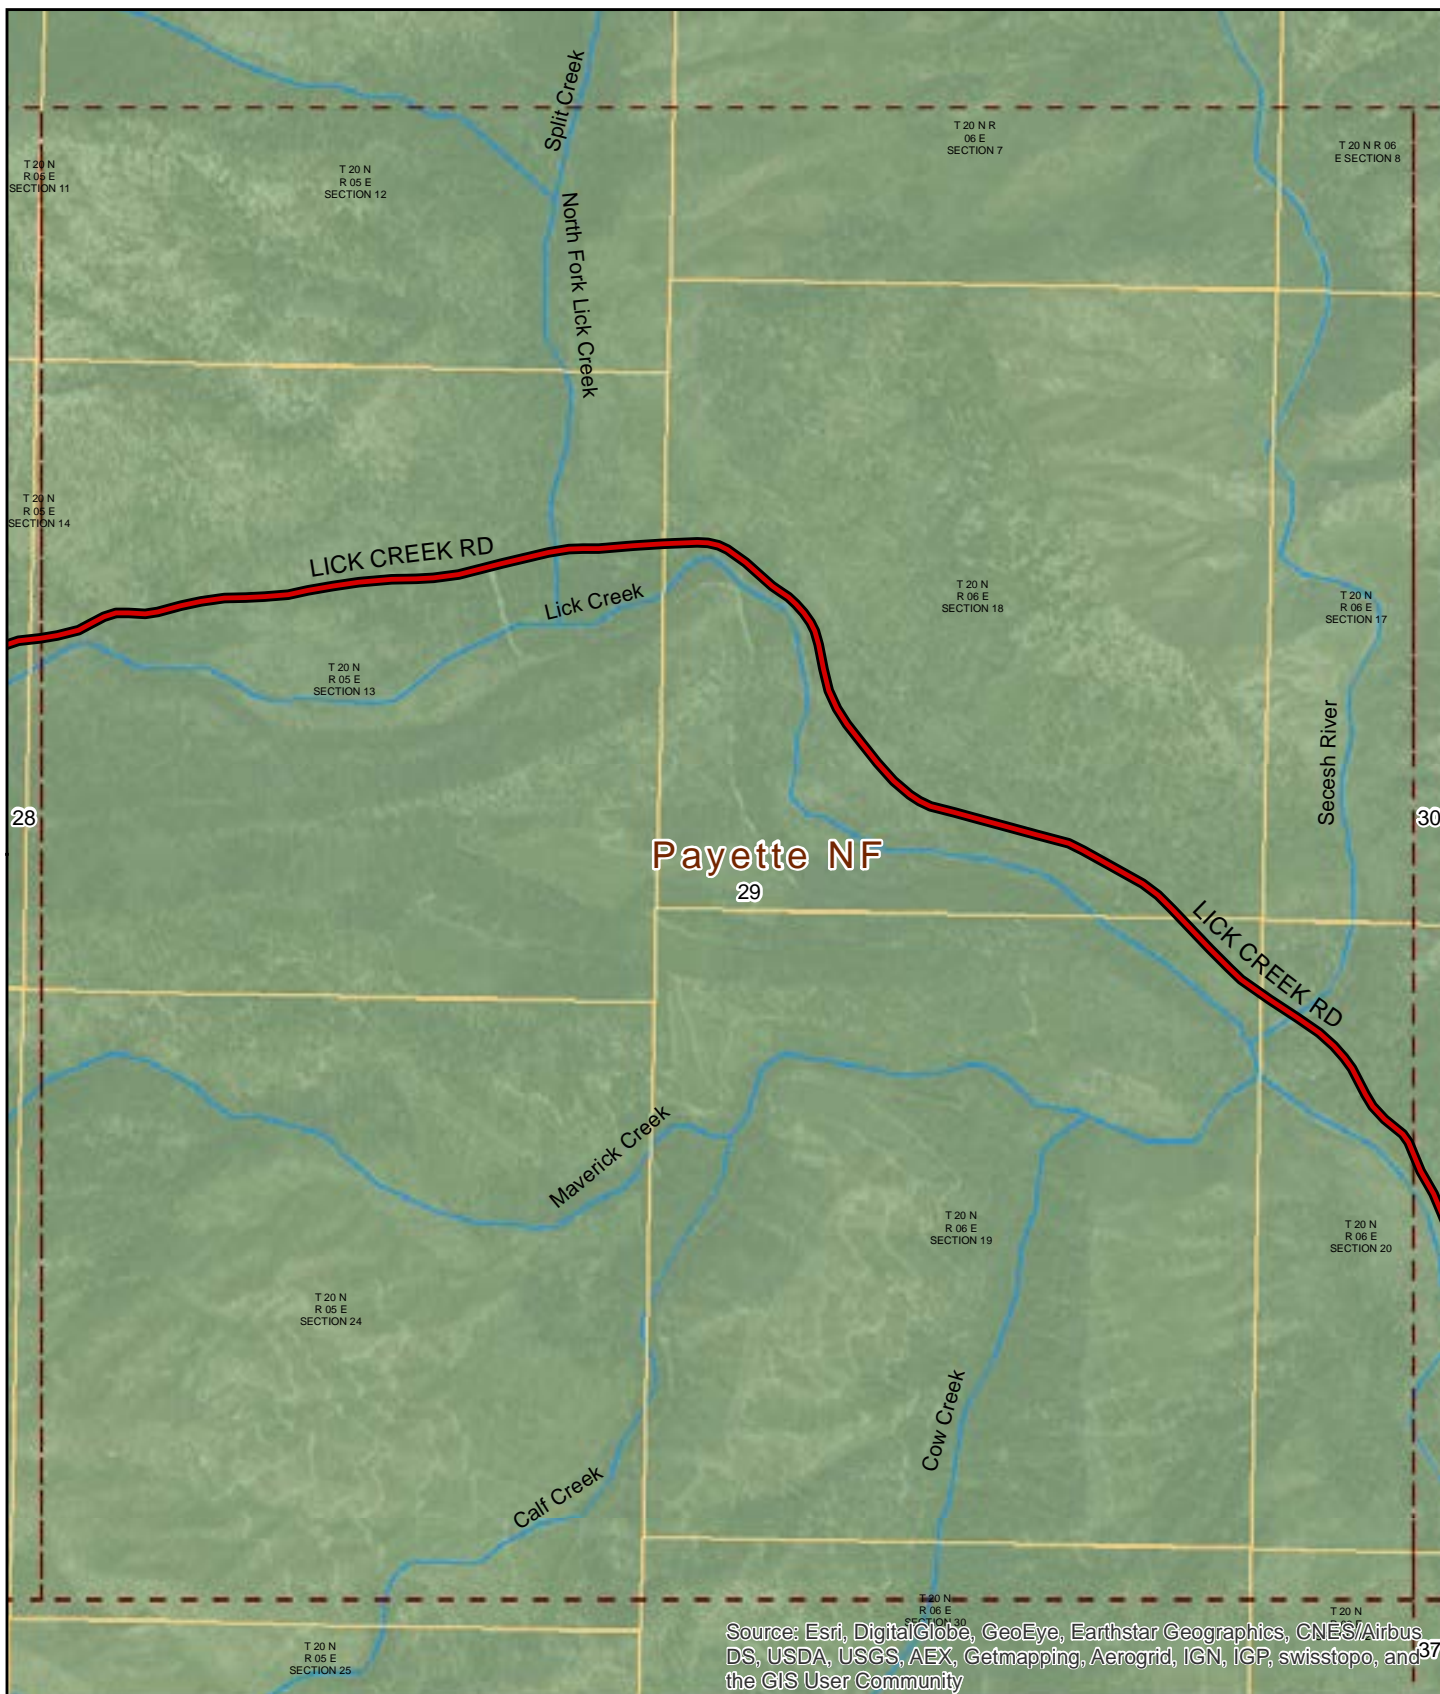 Split Creek
T 20 N R
06 E
SECTION 7
T 20 N R 06
E SECTION 8
T 20 N
R 05 E
SECTION 11
T 20 N
R 05 E
SECTION 12
North Fork Lick Creek
T 20 N
R 05 E
SECTION 14
LICK CREEK RD
Lick Creek
T 20 N
R 06 E
SECTION 18
T 20 N
R 06 E
SECTION 17
T 20 N
R 05 E
SECTION 13
Secesh River
28
30
Payette NF
29
LICK CREEK RD
Maverick Creek
T 20 N
R 06 E
SECTION 19
T 20 N
R 06 E
SECTION 20
T 20 N
R 05 E
SECTION 24
Cow Creek
Calf Creek
T 20 N
R 06 E
SECTION 30
T 20 N
T 20 N
R 05 E
SECTION 25
Source: Esri, DigitalGlobe, GeoEye, Earthstar Geographics, CNES/Airbus
DS, USDA, USGS, AEX, Getmapping, Aerogrid, IGN, IGP, swisstopo, and
the GIS User Community
37